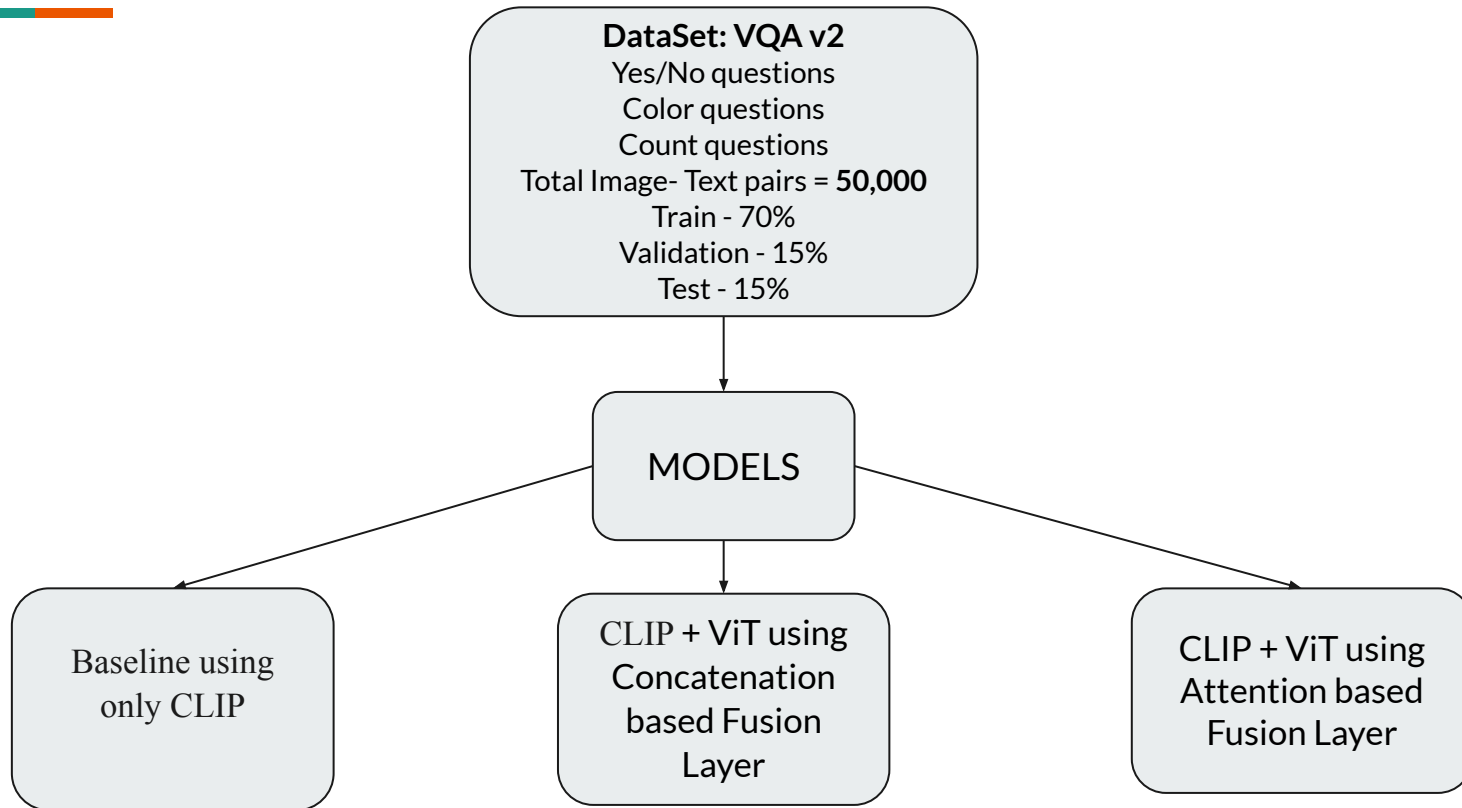 DataSet: VQA v2
Yes/No questions
Color questions
Count questions
Total Image- Text pairs = 50,000
Train - 70%
Validation - 15%
Test - 15%
MODELS
Baseline using
only CLIP
CLIP + ViT using
Concatenation
based Fusion
Layer
CLIP + ViT using
Attention based
Fusion Layer